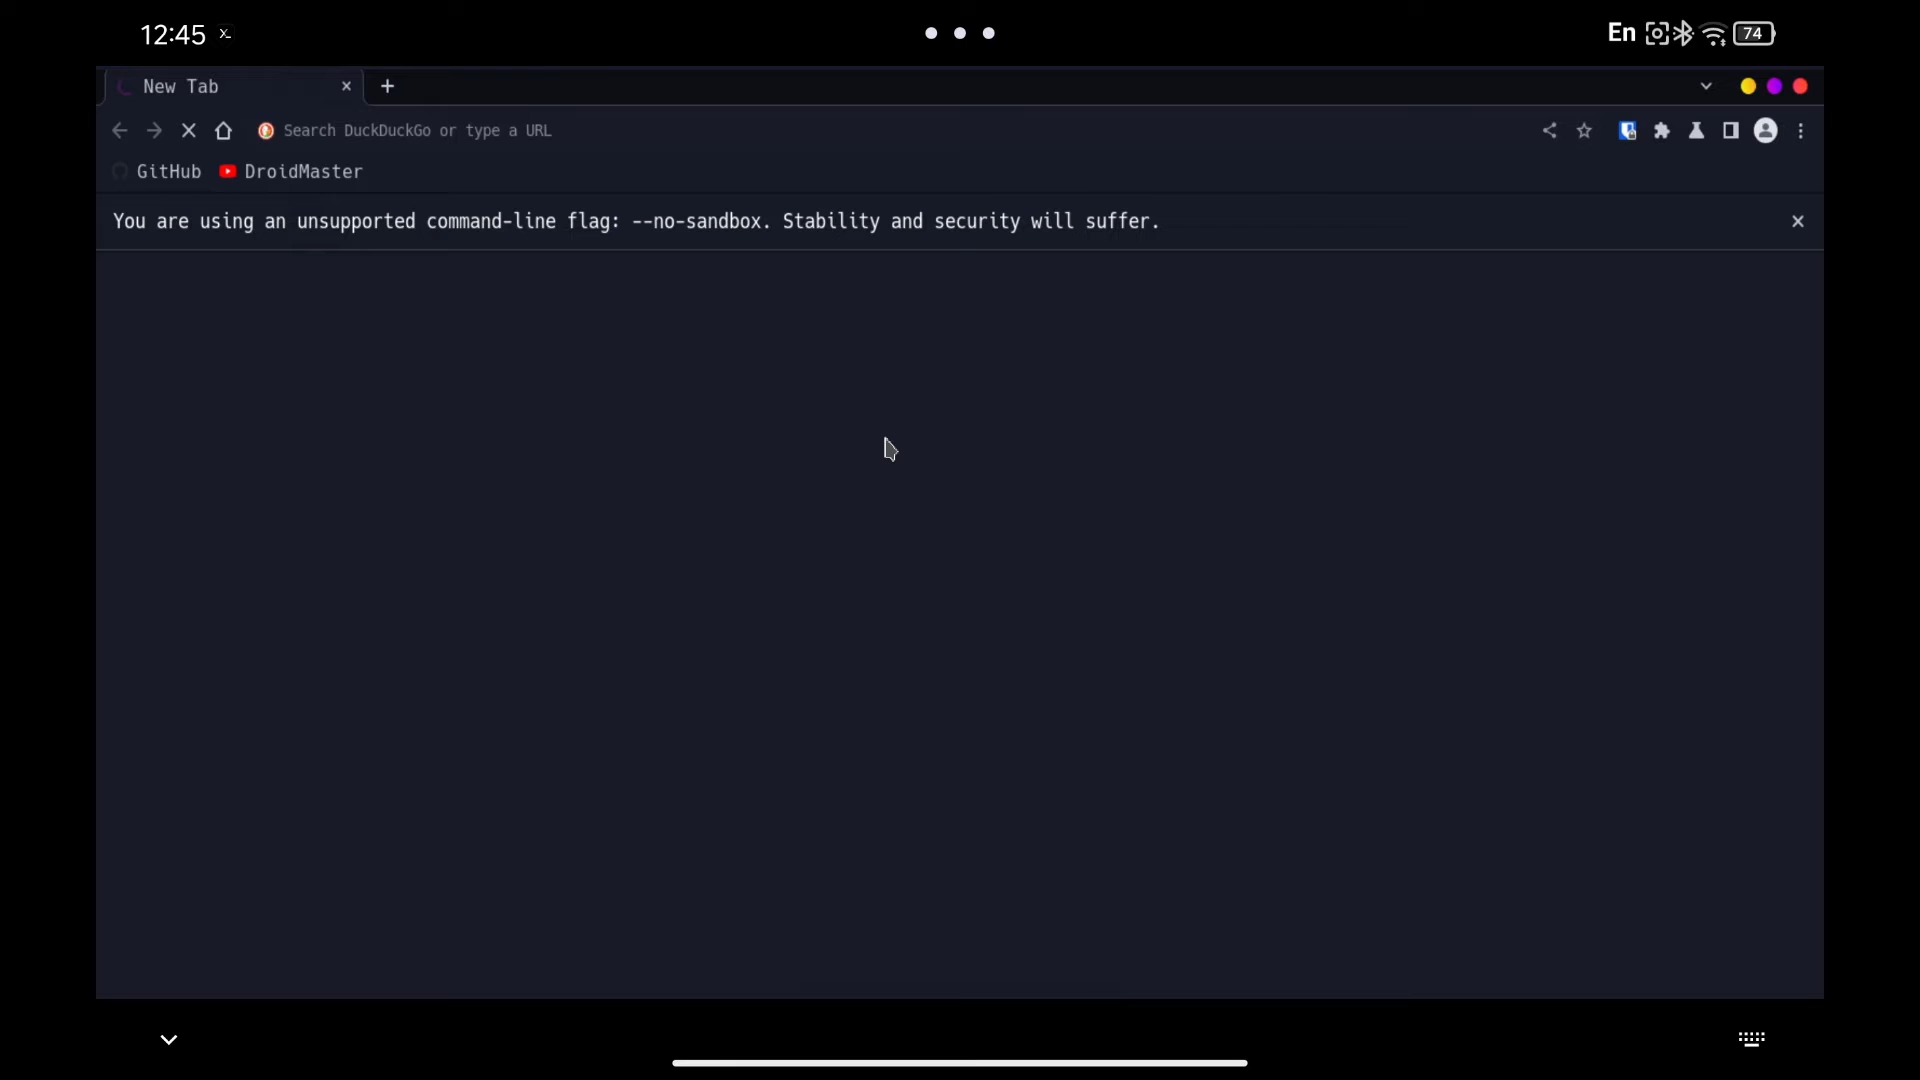 12:45
En
74
New Tab
Search DuckDuckGo or type a URL
GitHub
DroidMaster
You are using an unsupported command-line flag: --no-sandbox. Stability and security will suffer.